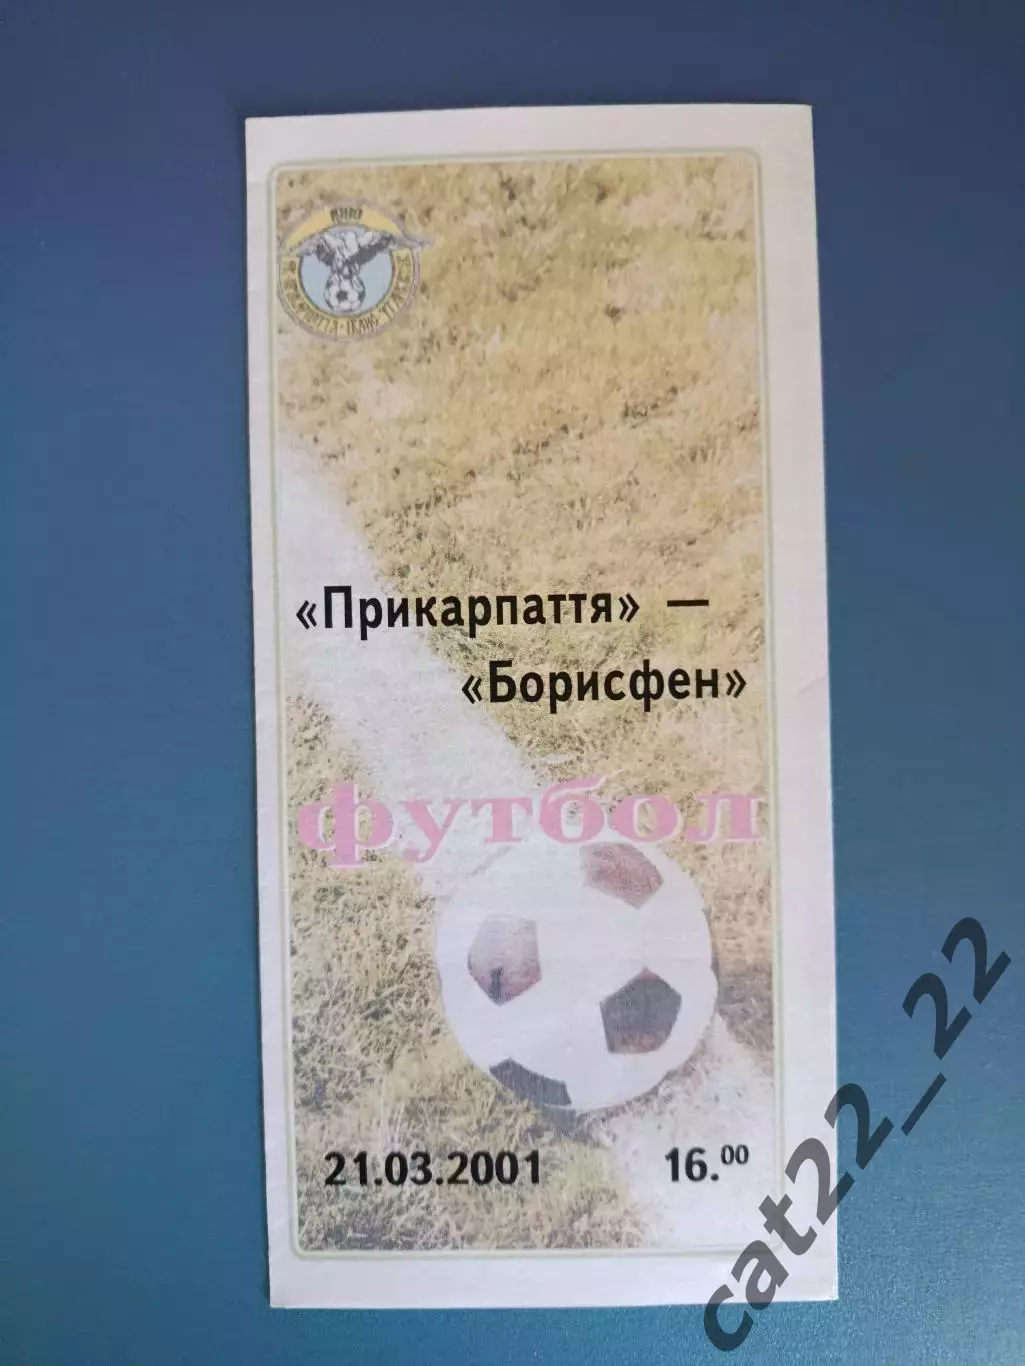 «Прикарпаття» —
«Борисфен»
футбол
21.03.2001 16.00
cat22_22